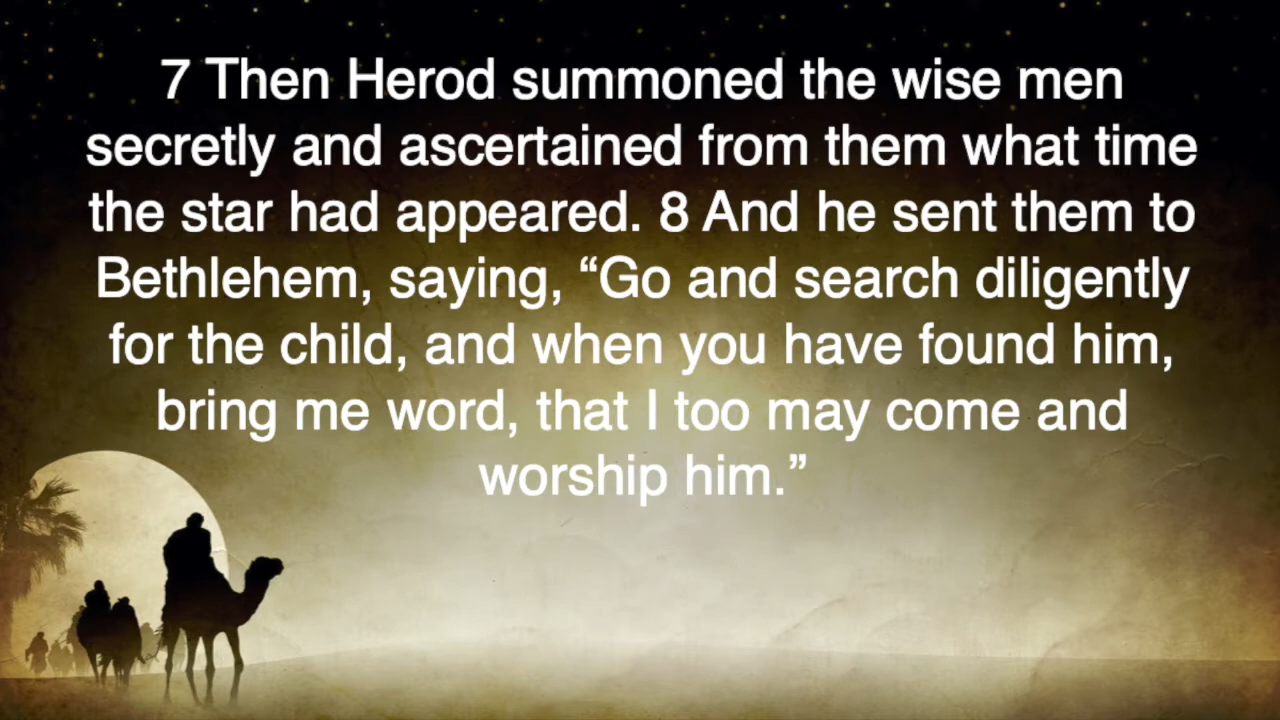 7 Then Herod summoned the wise men
secretly and ascertained from them what time
the star had appeared. 8 And he sent them to
Bethlehem, saying, “Go and search diligently
for the child, and when you have found him,
bring me word, that I too may come and
worship him.”